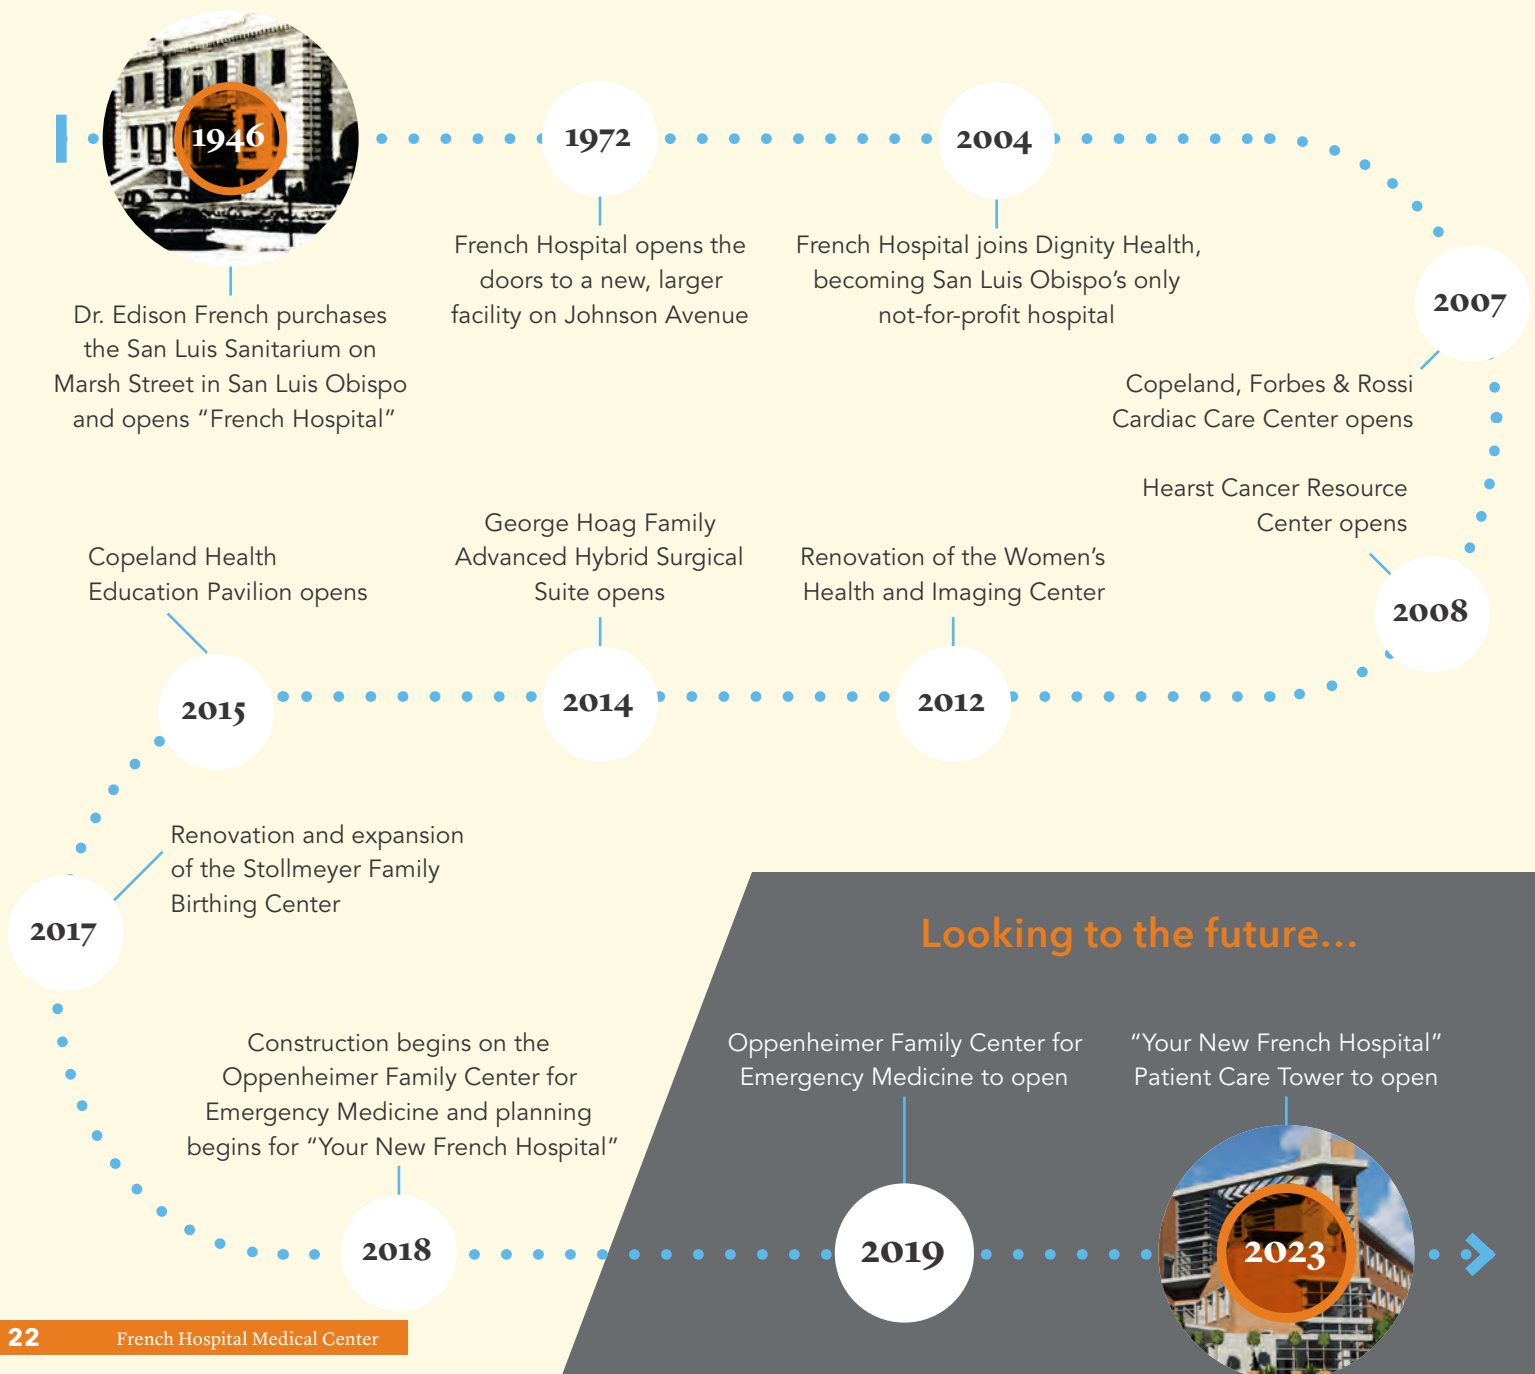 1946
Dr. Edison French purchases
the San Luis Sanitarium on
Marsh Street in San Luis Obispo
and opens “French Hospital”
1972
French Hospital opens the
doors to a new, larger
facility on Johnson Avenue
2004
French Hospital joins Dignity Health,
becoming San Luis Obispo’s only
not-for-profit hospital
2007
Copeland, Forbes & Rossi
Cardiac Care Center opens
Hearst Cancer Resource
Center opens
2008
Renovation of the Women’s
Health and Imaging Center
2012
George Hoag Family
Advanced Hybrid Surgical
Suite opens
2014
Copeland Health
Education Pavilion opens
2015
Renovation and expansion
of the Stollmeyer Family
Birthing Center
2017
Construction begins on the
Oppenheimer Family Center for
Emergency Medicine and planning
begins for “Your New French Hospital”
2018
Looking to the future…
Oppenheimer Family Center for
Emergency Medicine to open
2019
“Your New French Hospital”
Patient Care Tower to open
2023
22 French Hospital Medical Center